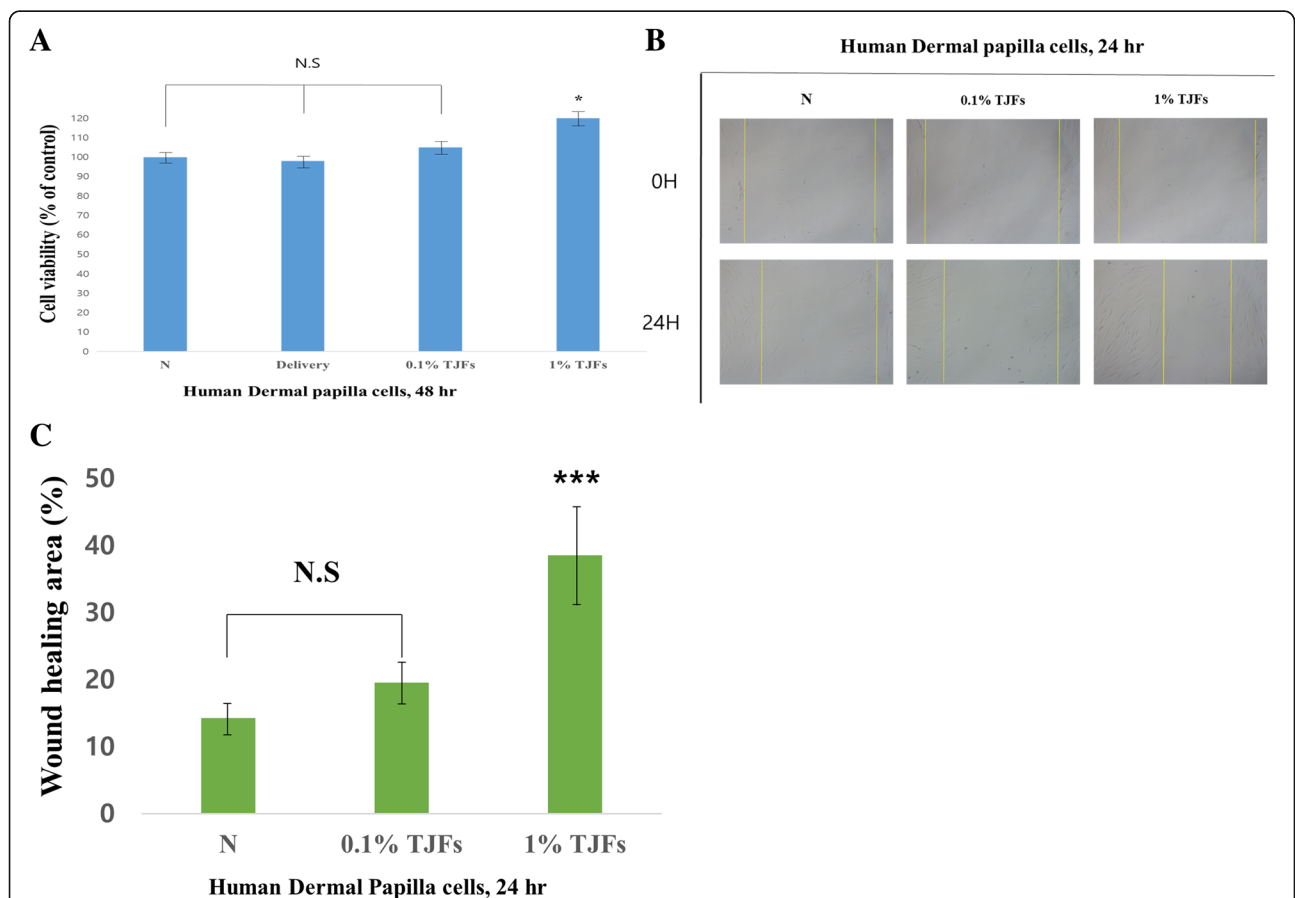 A
N.S
*
Cell viability (% of control)
120
110
100
90
80
70
60
50
40
30
20
10
0
N Delivery 0.1% TJFs 1% TJFs
Human Dermal papilla cells, 48 hr
B
Human Dermal papilla cells, 24 hr
N 0.1% TJFs 1% TJFs
0H
24H
C
Wound healing area (%)
50
40
30
20
10
0
N.S
***
N 0.1% TJFs 1% TJFs
Human Dermal Papilla cells, 24 hr